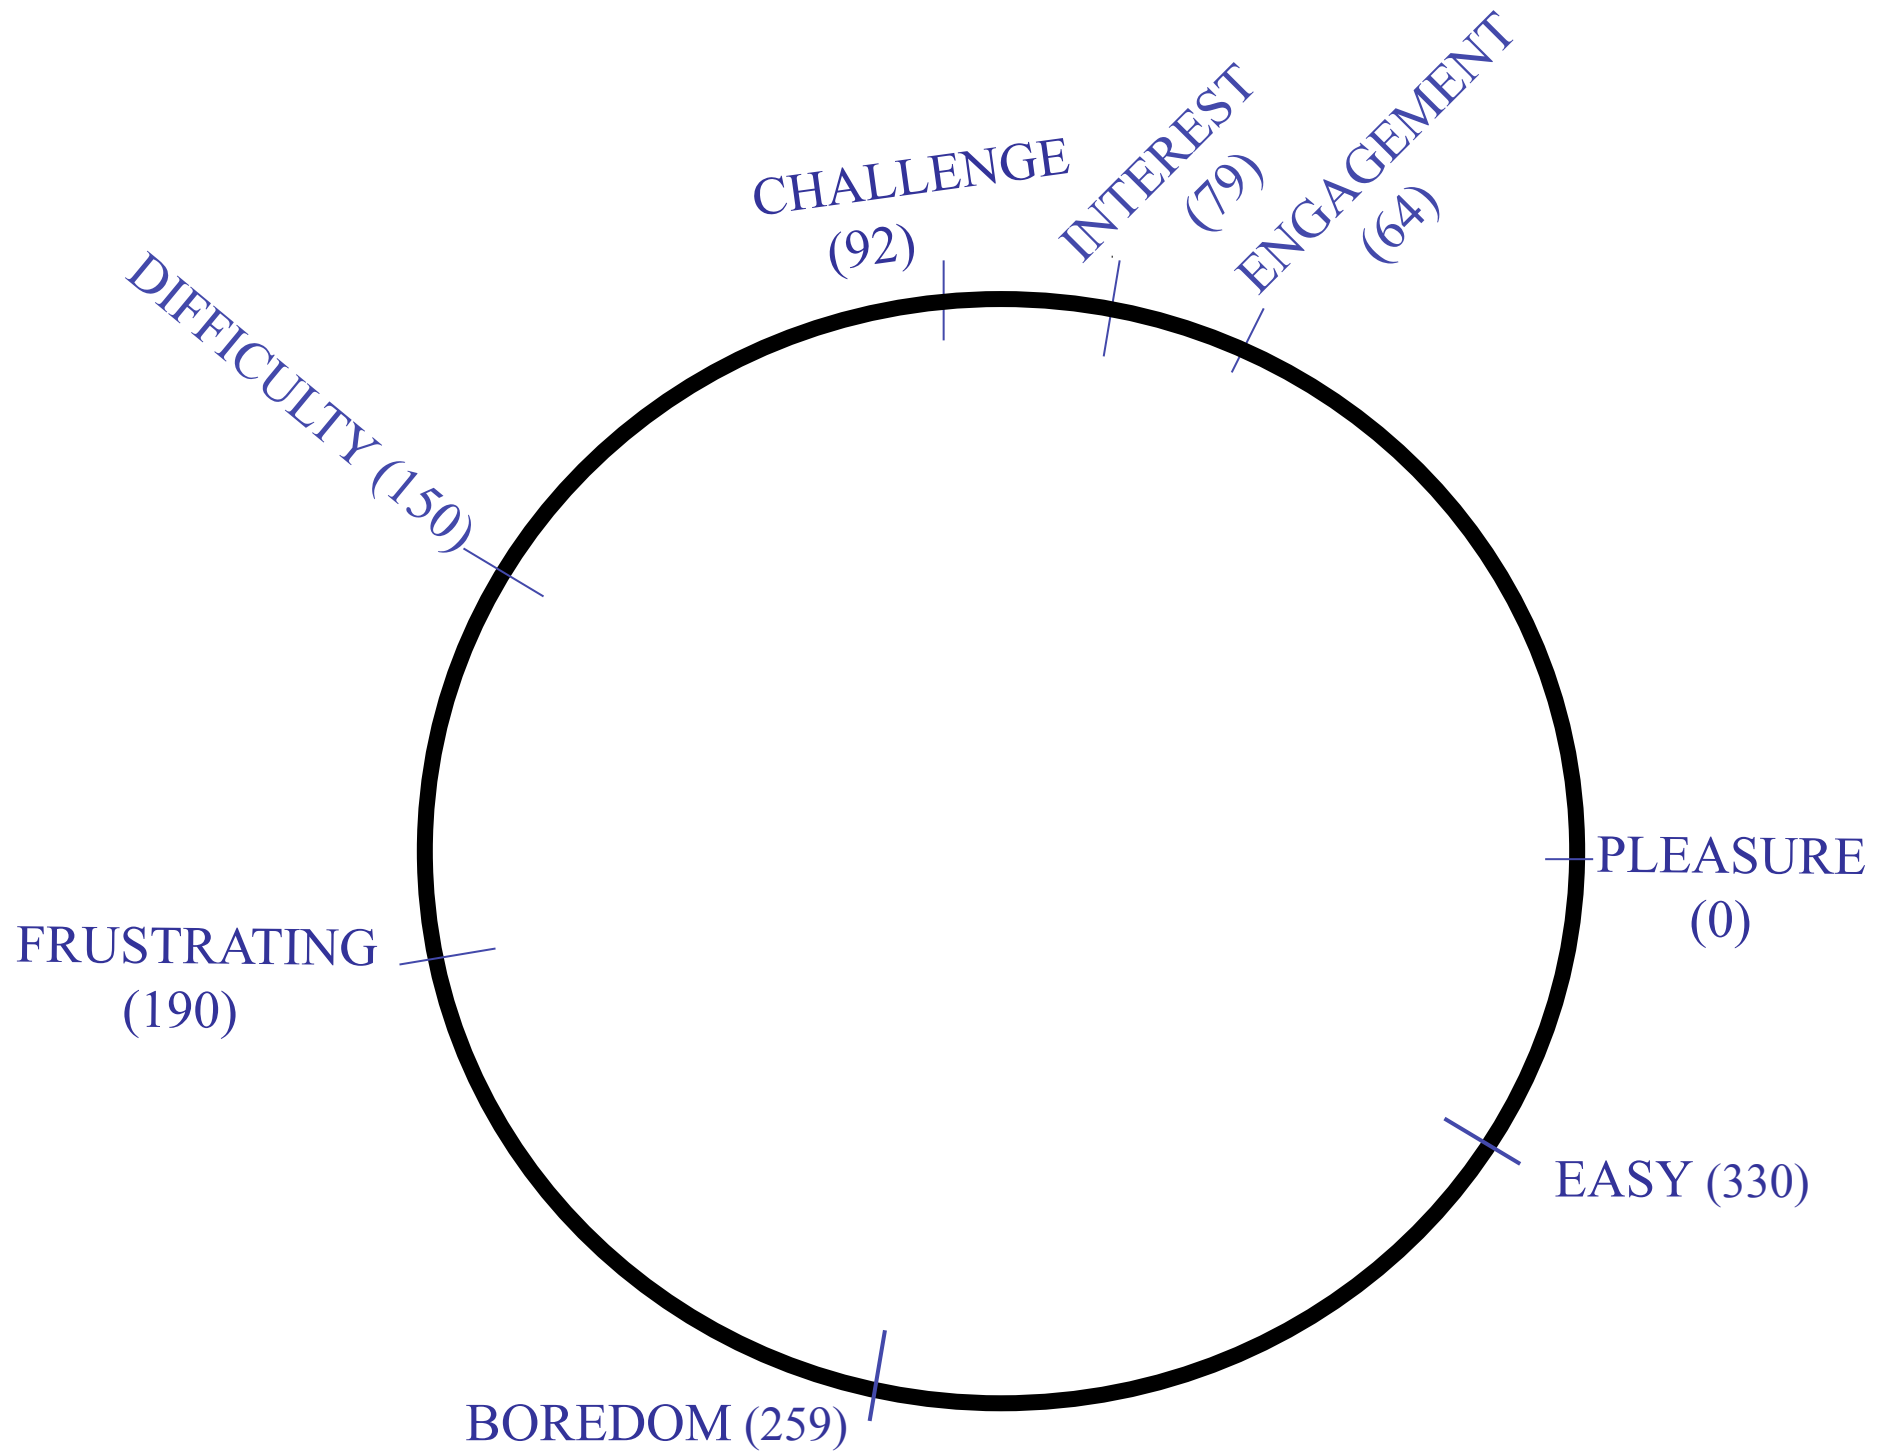 ENGAGEMENT
(64)
INTEREST
(79)
CHALLENGE
(92)
DIFFICULTY (150)
PLEASURE
(0)
FRUSTRATING
(190)
EASY (330)
BOREDOM (259)